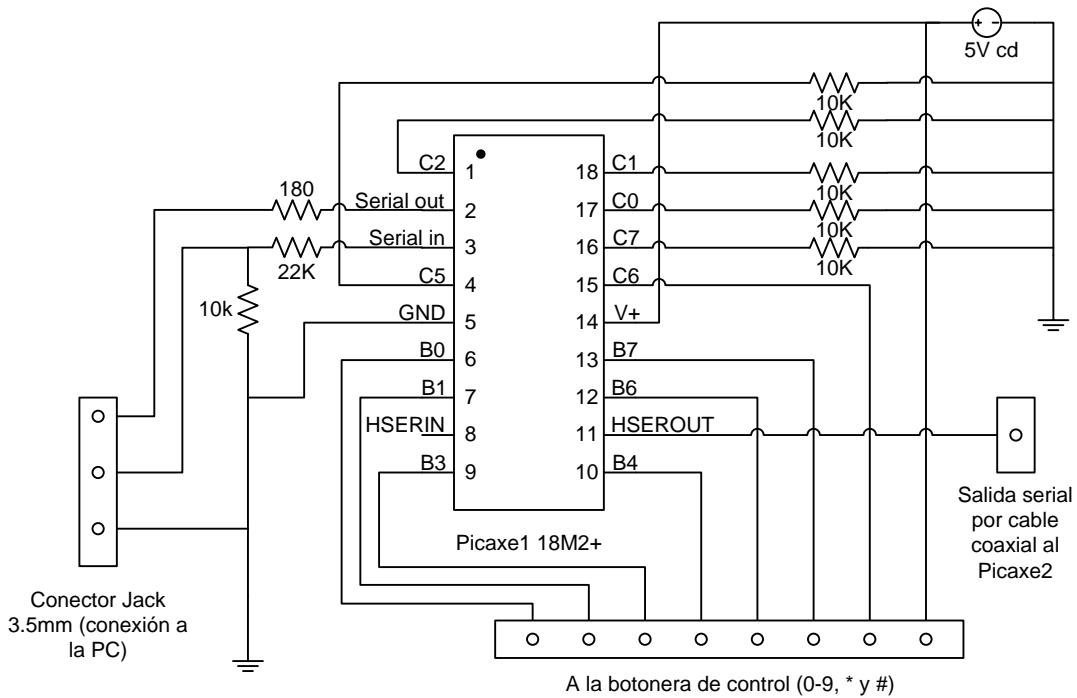 5V cd
10K
10K
C2
1
18
C1
10K
180
Serial out
2
17
C0
10K
Serial in
3
16
C7
22K
10K
C5
4
15
C6
10k
GND
5
14
V+
B0
6
13
B7
B1
7
12
B6
HSERIN
8
11
HSEROUT
B3
9
10
B4
Picaxe1 18M2+
Salida serial
por cable
coaxial al
Picaxe2
Conector Jack
3.5mm (conexión a
la PC)
A la botonera de control (0-9, * y #)